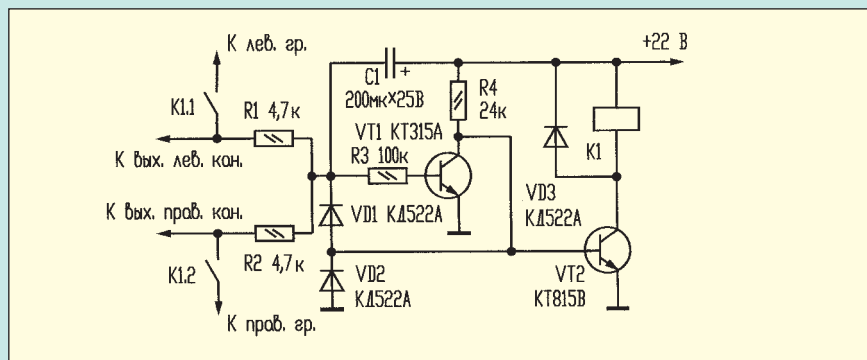 К лев. гр.
+22 В
K1.1
R1 4,7к
C1
+
200мк×25В
R4
24к
VT1 КТ315А
R3 100к
K1
К вых. лев. кан.
К вых. прав. кан.
VD1 КД522А
VD3
КД522А
K1.2
R2 4,7к
VD2
КД522А
VT2
КТ815В
К прав. гр.